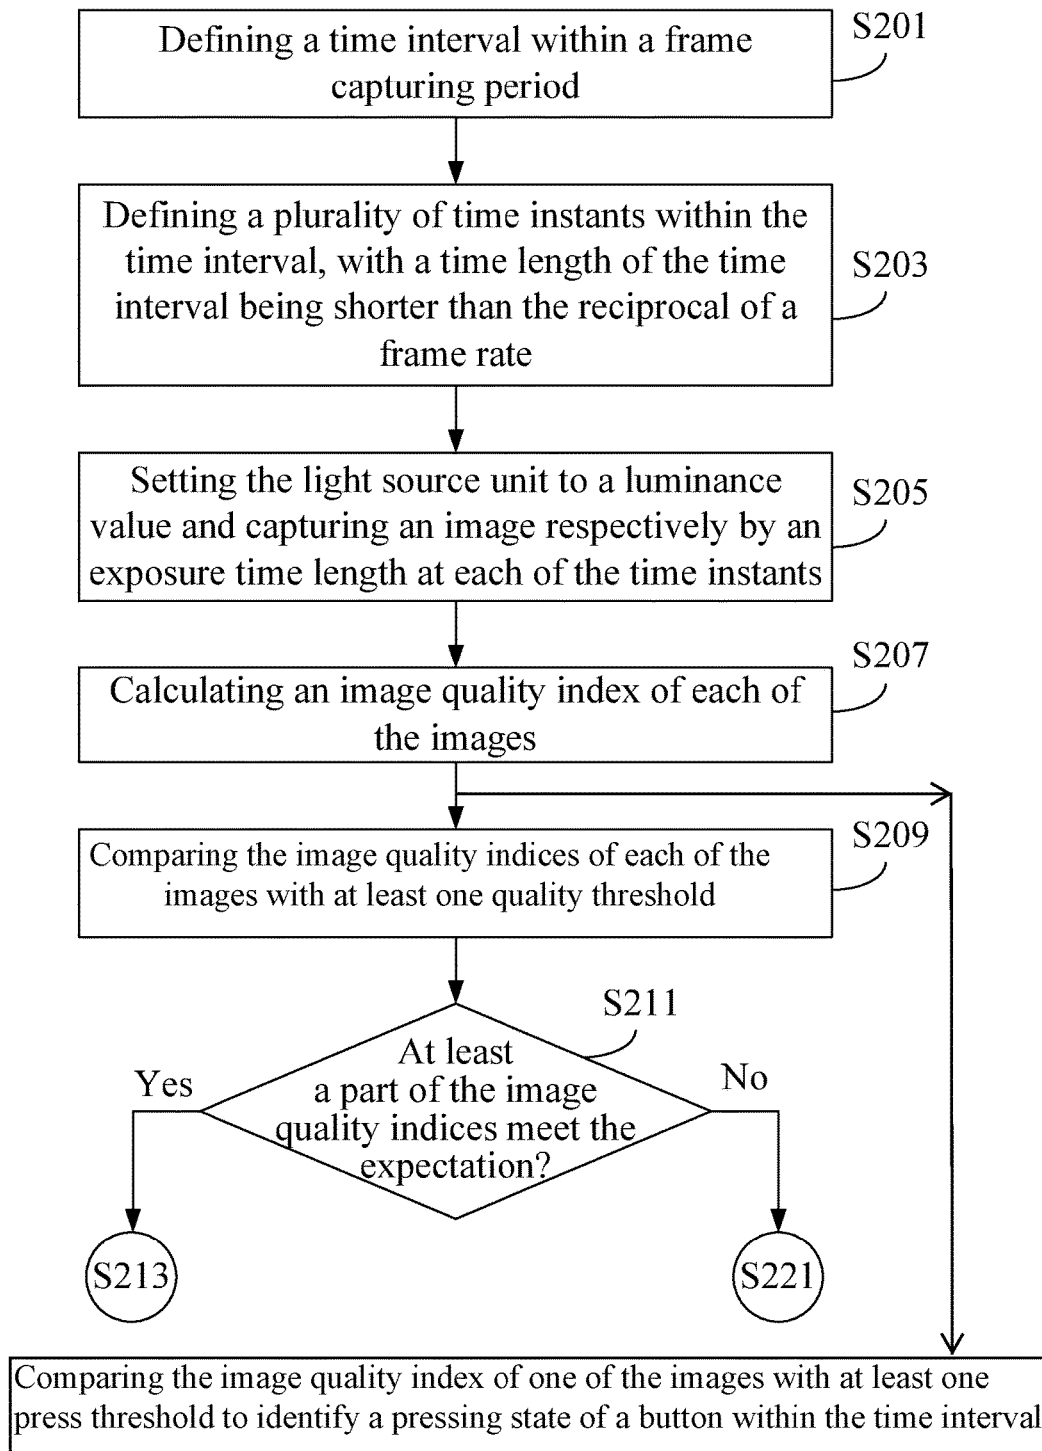 Defining a time interval within a frame
capturing period
S201
Defining a plurality of time instants within the
time interval, with a time length of the time
interval being shorter than the reciprocal of a
frame rate
S203
Setting the light source unit to a luminance
value and capturing an image respectively by an
exposure time length at each of the time instants
S205
Calculating an image quality index of each of
the images
S207
Comparing the image quality indices of each of the
images with at least one quality threshold
S209
At least
a part of the image
quality indices meet the
expectation?
S211
Yes
No
S213
S221
Comparing the image quality index of one of the images with at least one
press threshold to identify a pressing state of a button within the time interval